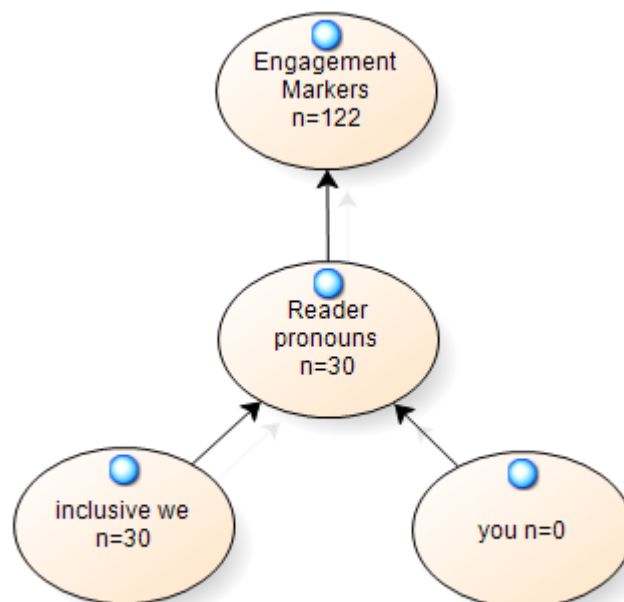 Engagement
Markers
n=122
Reader
pronouns
n=30
inclusive we
n=30
you n=0